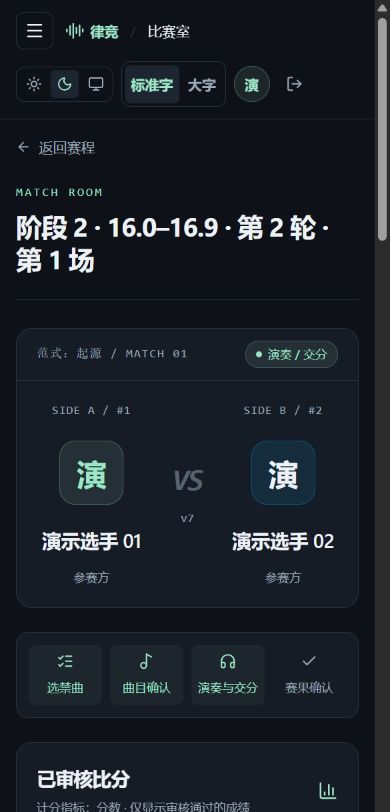 律竞 / 比赛室
标准字 大字 演
返回赛程
MATCH ROOM
阶段 2 · 16.0–16.9 · 第 2 轮 ·
第 1 场
范式：起源 / MATCH 01 演奏 / 交分
SIDE A / #1 SIDE B / #2
演 VS 演
v7
演示选手 01 演示选手 02
参赛方 参赛方
选禁曲 曲目确认 演奏与交分 赛果确认
已审核比分
计分指标：分数 · 仅显示审核通过的成绩